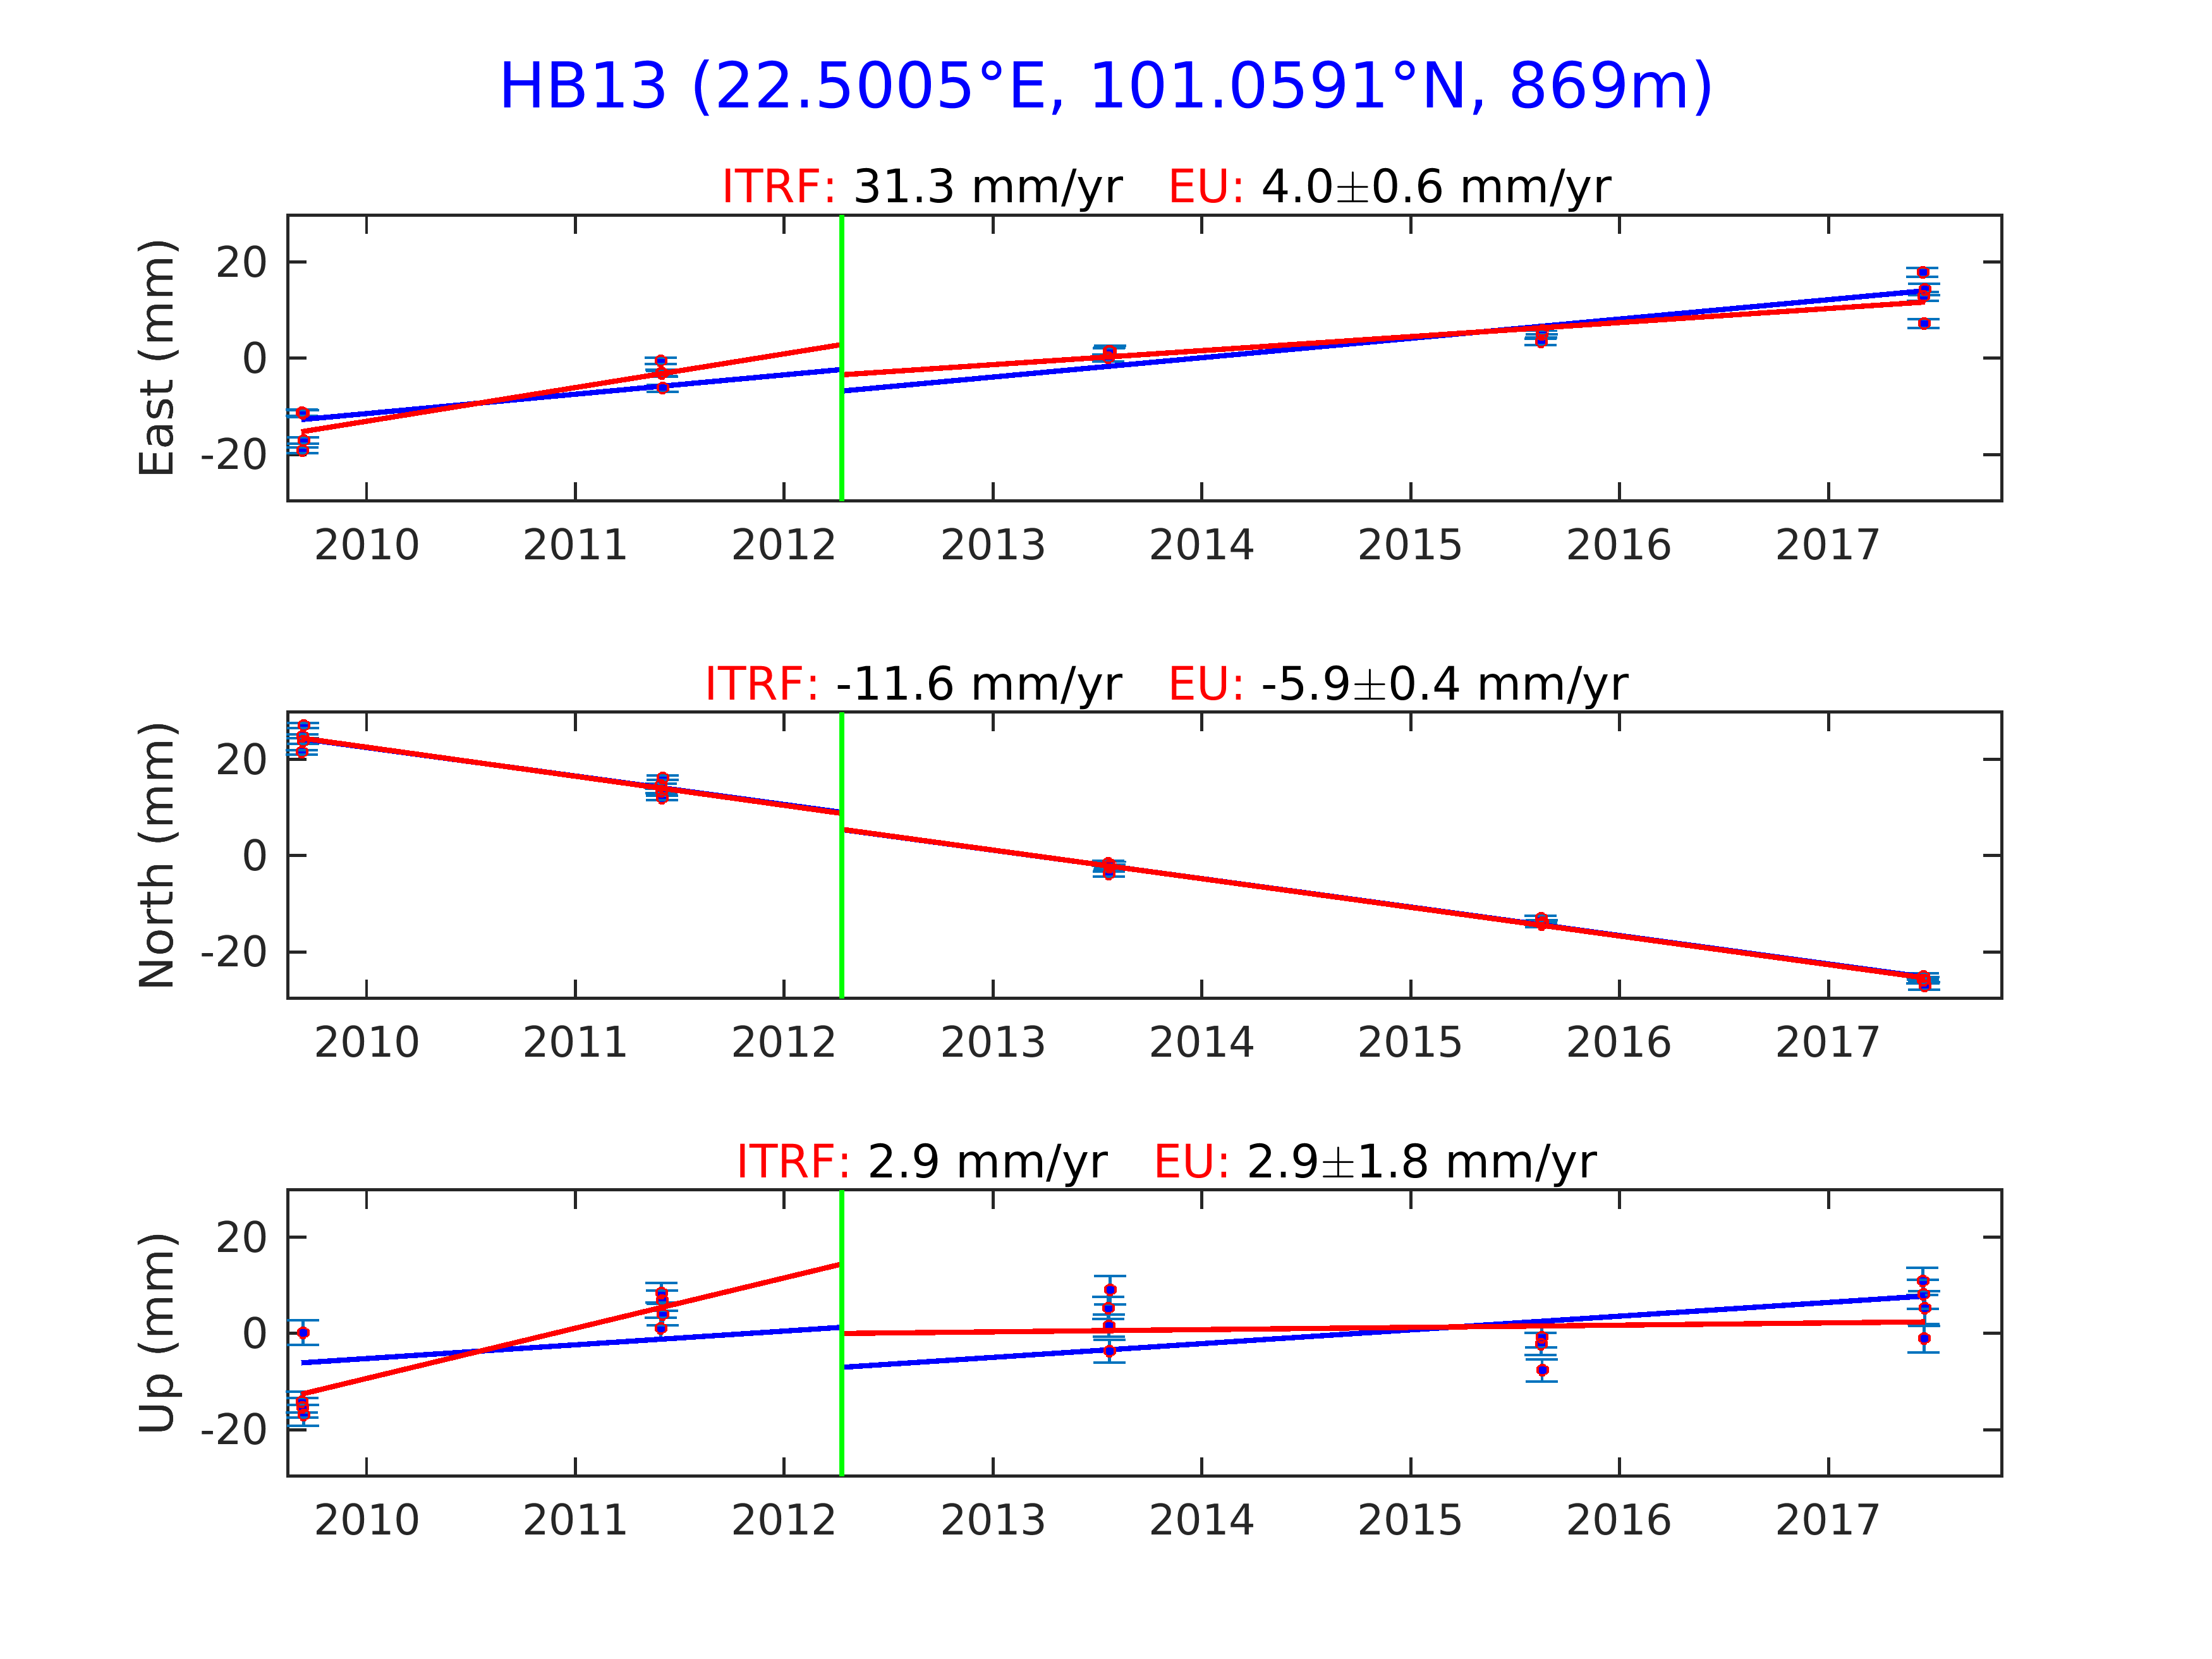 HB13 (22.5005°E, 101.0591°N, 869m)
ITRF: 31.3 mm/yr EU: 4.0±0.6 mm/yr
East (mm)
20
0
-20
2010 2011 2012 2013 2014 2015 2016 2017
ITRF: -11.6 mm/yr EU: -5.9±0.4 mm/yr
North (mm)
20
0
-20
2010 2011 2012 2013 2014 2015 2016 2017
ITRF: 2.9 mm/yr EU: 2.9±1.8 mm/yr
Up (mm)
20
0
-20
2010 2011 2012 2013 2014 2015 2016 2017